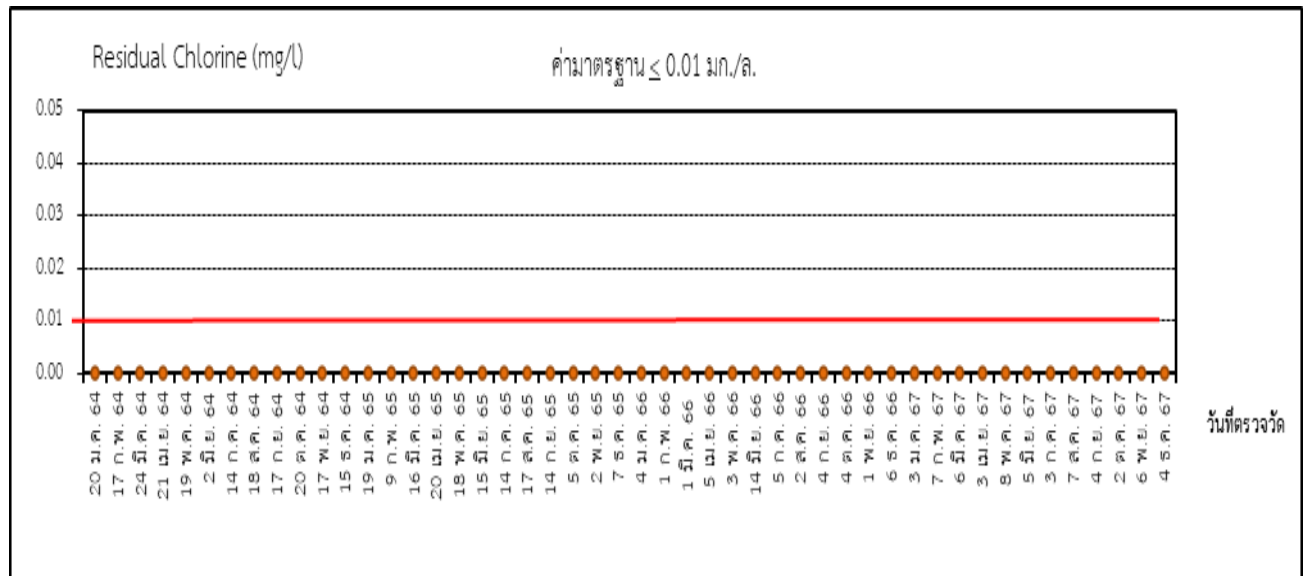 Residual Chlorine (mg/l)
ค่ามาตรฐาน ≤ 0.01 มก./ล.
0.05
0.04
0.03
0.02
0.01
0.00
20 ม.ค. 64
17 ก.พ. 64
24 มี.ค. 64
21 เม.ย. 64
19 พ.ค. 64
2 มิ.ย. 64
14 ก.ค. 64
18 ส.ค. 64
17 ก.ย. 64
20 ต.ค. 64
17 พ.ย. 64
15 ธ.ค. 64
19 ม.ค. 65
9 ก.พ. 65
16 มี.ค. 65
20 เม.ย. 65
18 พ.ค. 65
15 มิ.ย. 65
14 ก.ค. 65
17 ส.ค. 65
14 ก.ย. 65
5 ต.ค. 65
2 พ.ย. 65
7 ธ.ค. 65
4 ม.ค. 66
1 ก.พ. 66
1 มี.ค. 66
5 เม.ย. 66
3 พ.ค. 66
14 มิ.ย. 66
5 ก.ค. 66
2 ส.ค. 66
4 ก.ย. 66
4 ต.ค. 66
1 พ.ย. 66
6 ธ.ค. 66
3 ม.ค. 67
7 ก.พ. 67
6 มี.ค. 67
3 เม.ย. 67
8 พ.ค. 67
5 มิ.ย. 67
3 ก.ค. 67
7 ส.ค. 67
4 ก.ย. 67
2 ต.ค. 67
6 พ.ย. 67
4 ธ.ค. 67
วันที่ตรวจวัด